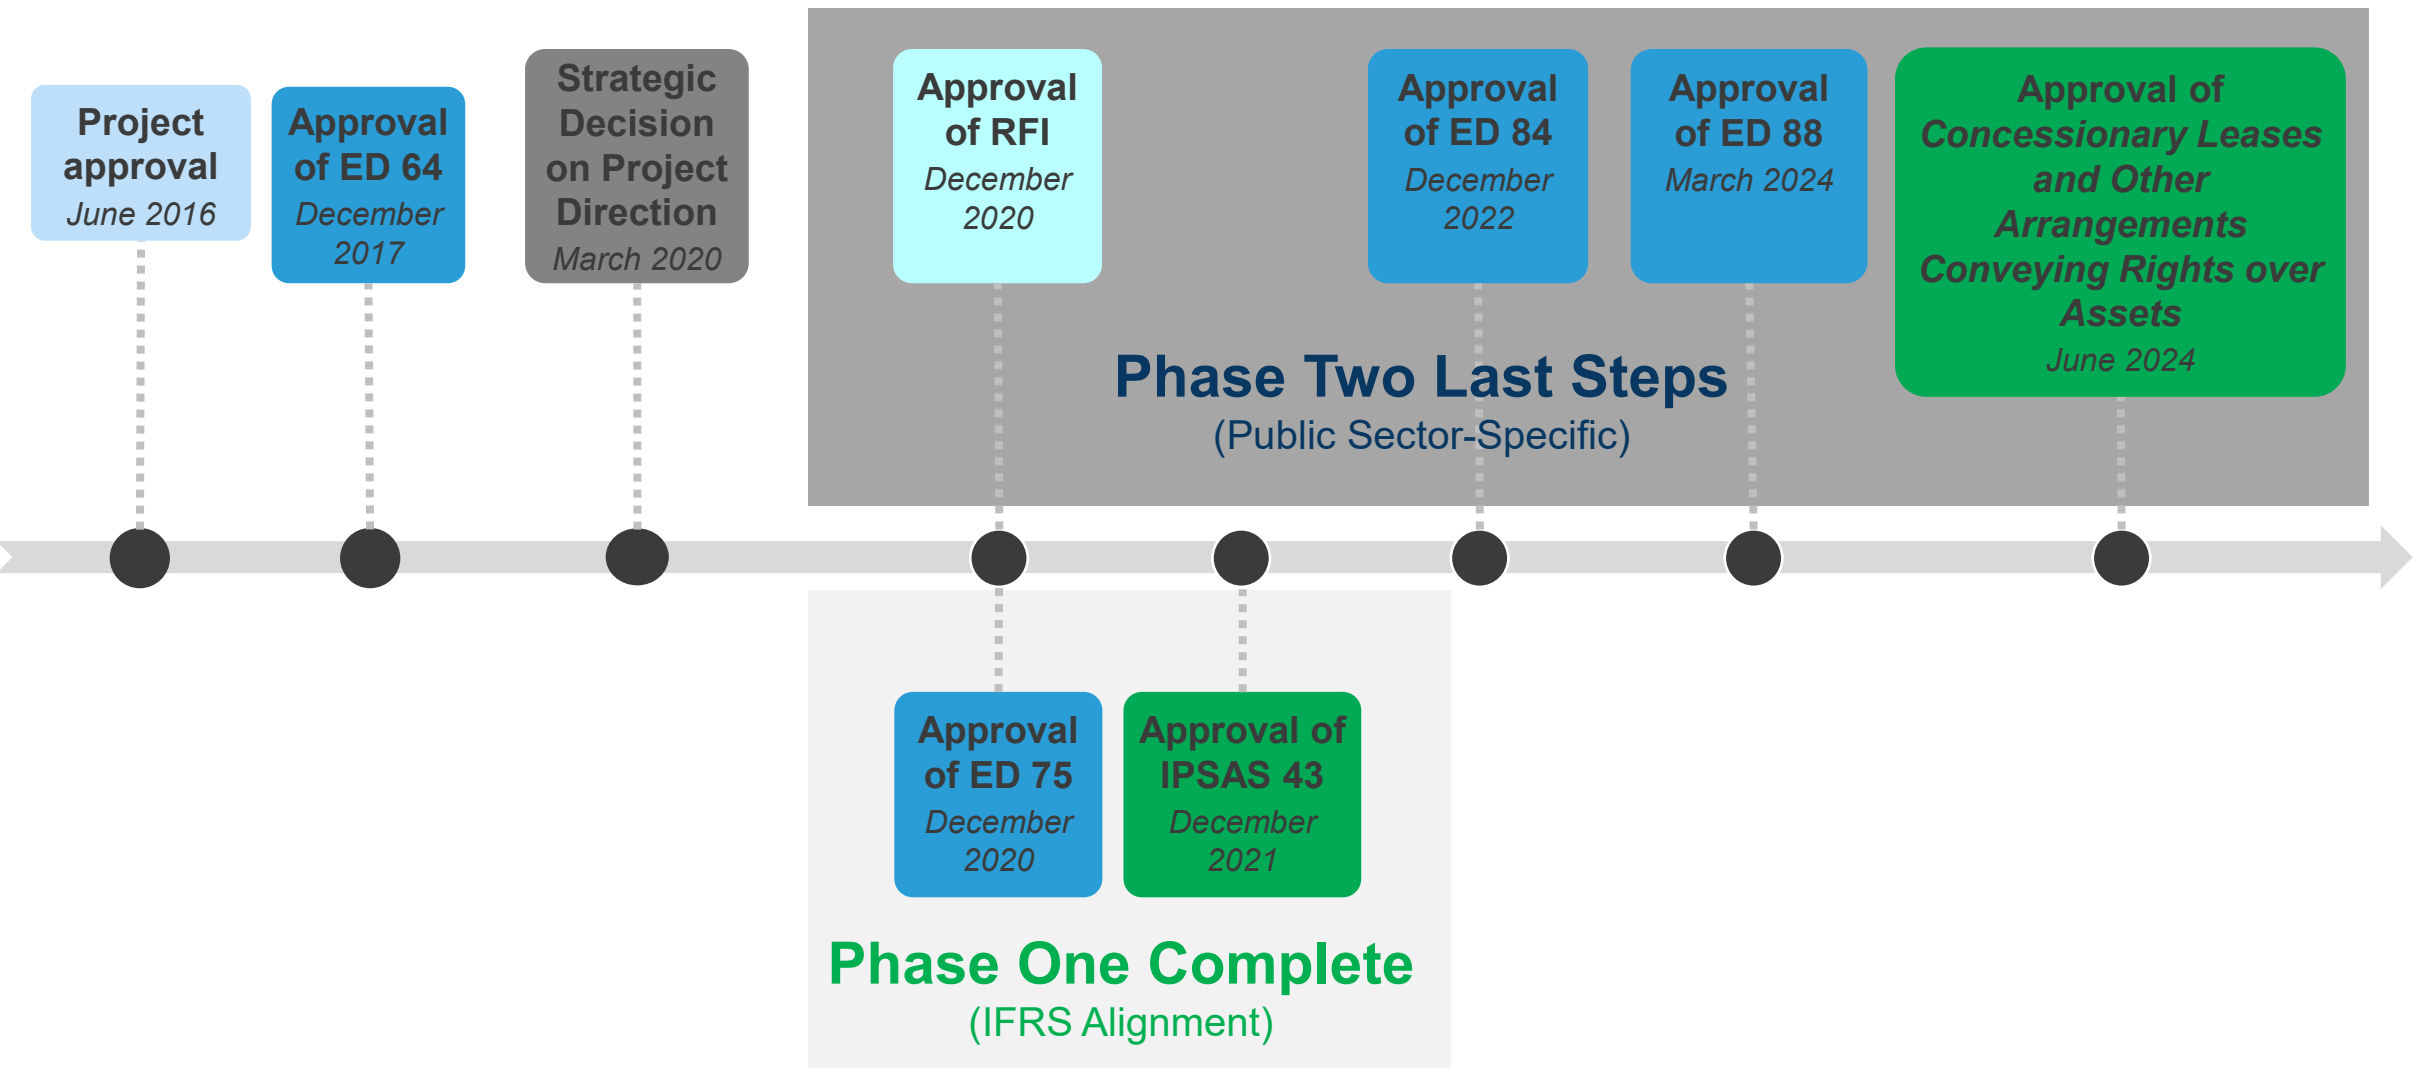 Project
approval
June 2016
Approval
of ED 64
December
2017
Strategic
Decision
on Project
Direction
March 2020
Approval
of RFI
December
2020
Approval
of ED 84
December
2022
Approval
of ED 88
March 2024
Approval of
Concessionary Leases
and Other
Arrangements
Conveying Rights over
Assets
June 2024
Phase Two Last Steps
(Public Sector-Specific)
Approval
of ED 75
December
2020
Approval of
IPSAS 43
December
2021
Phase One Complete
(IFRS Alignment)